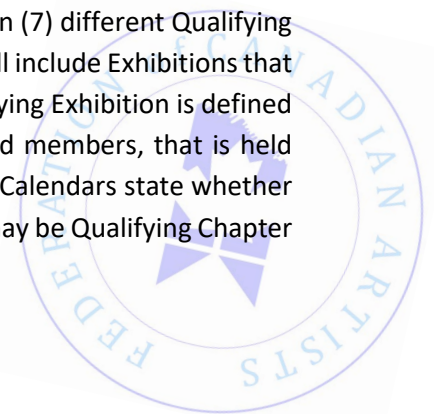 n (7) different Qualifying
ll include Exhibitions that
ying Exhibition is defined
d members, that is held
Calendars state whether
ay be Qualifying Chapter
FEDERATION of CANADIAN ARTISTS